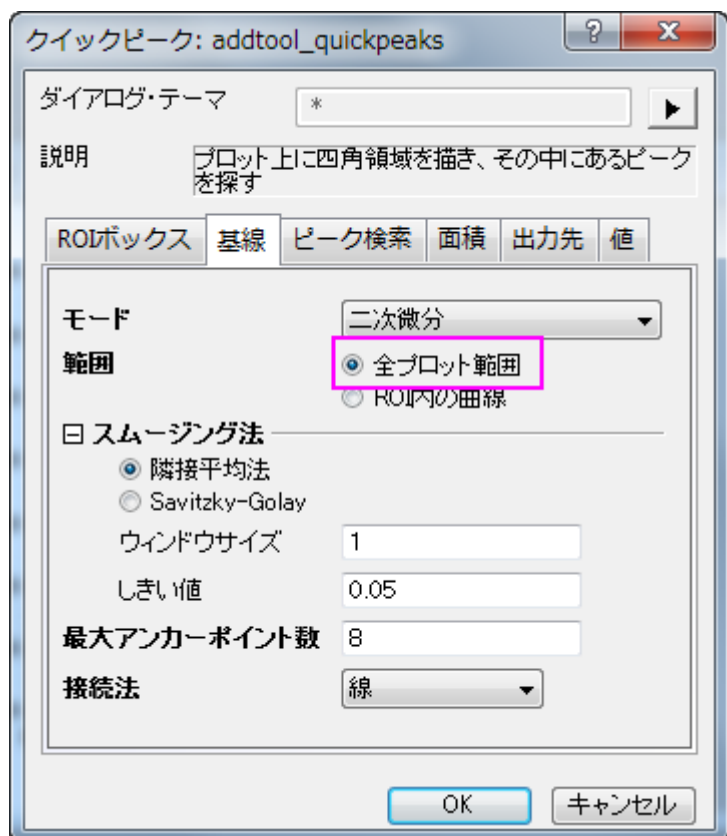 クイックピーク: addtool_quickpeaks
ダイアログ・テーマ *
説明 プロット上に四角領域を描き、その中にあるピーク
を探す
ROIボックス 基線 ピーク検索 面積 出力先 値
モード 二次微分
範囲 全プロット範囲
ROI内の曲線
スムージング法
隣接平均法
Savitzky-Golay
ウィンドウサイズ 1
しきい値 0.05
最大アンカーポイント数 8
接続法 線
OK キャンセル